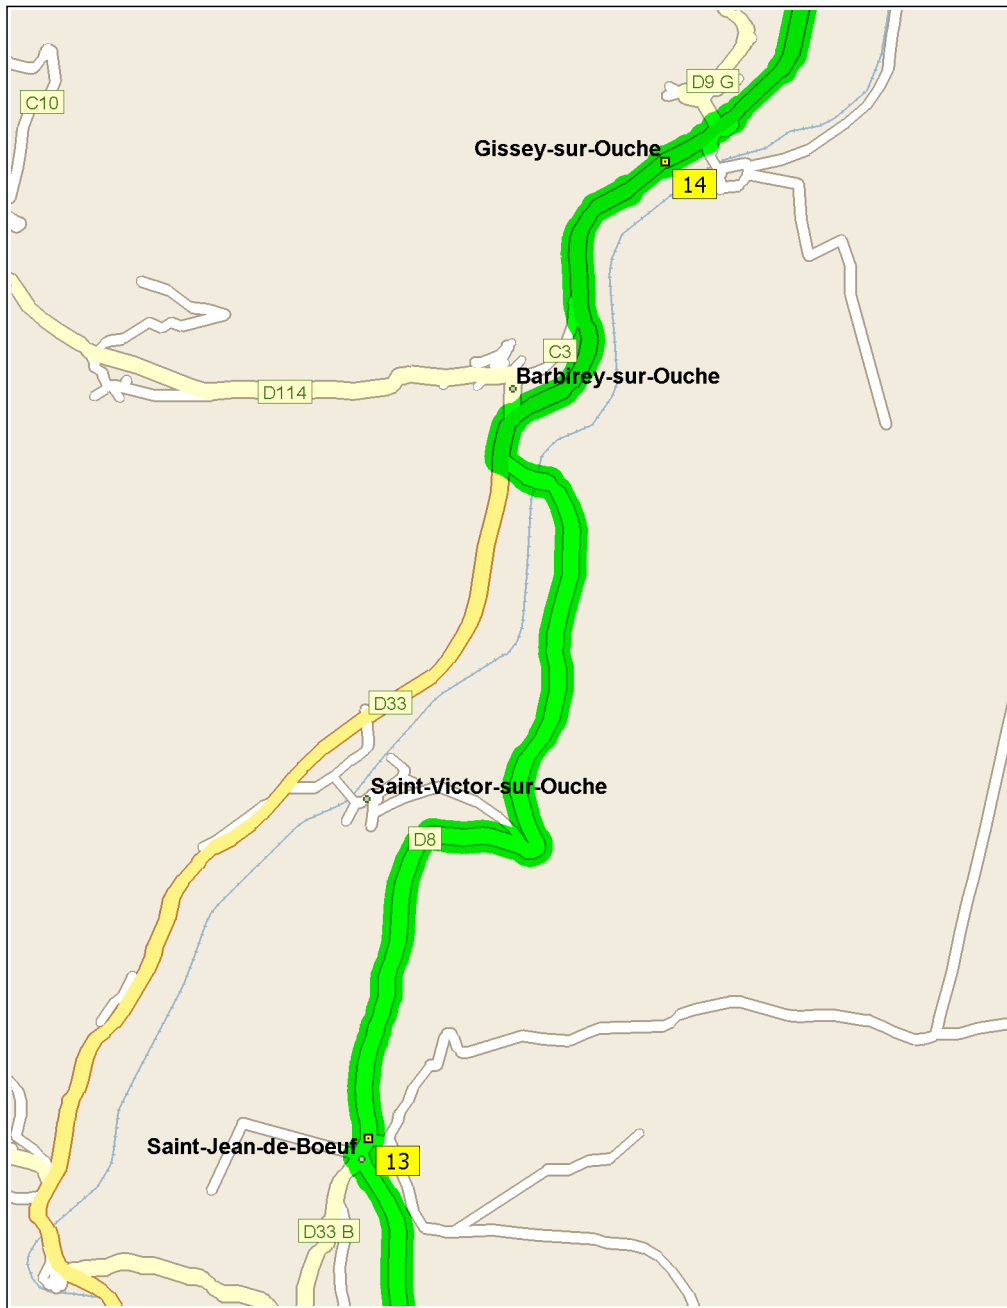 D9 G
C10
Gissey-sur-Ouche
14
C3
Barbirey-sur-Ouche
D114
D33
Saint-Victor-sur-Ouche
D8
Saint-Jean-de-Boeuf
13
D33 B